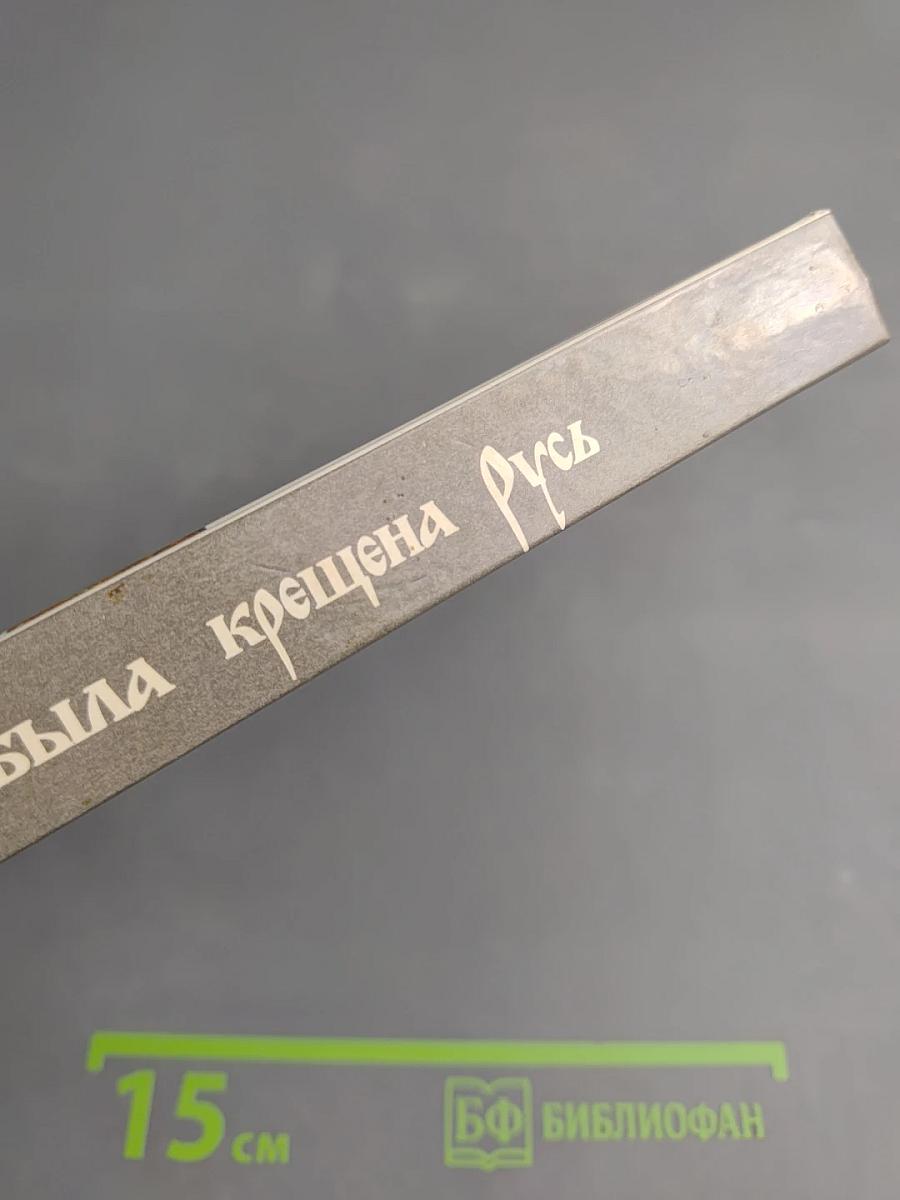 была крещена Русь
15 см
БФ БИБЛИОФАН